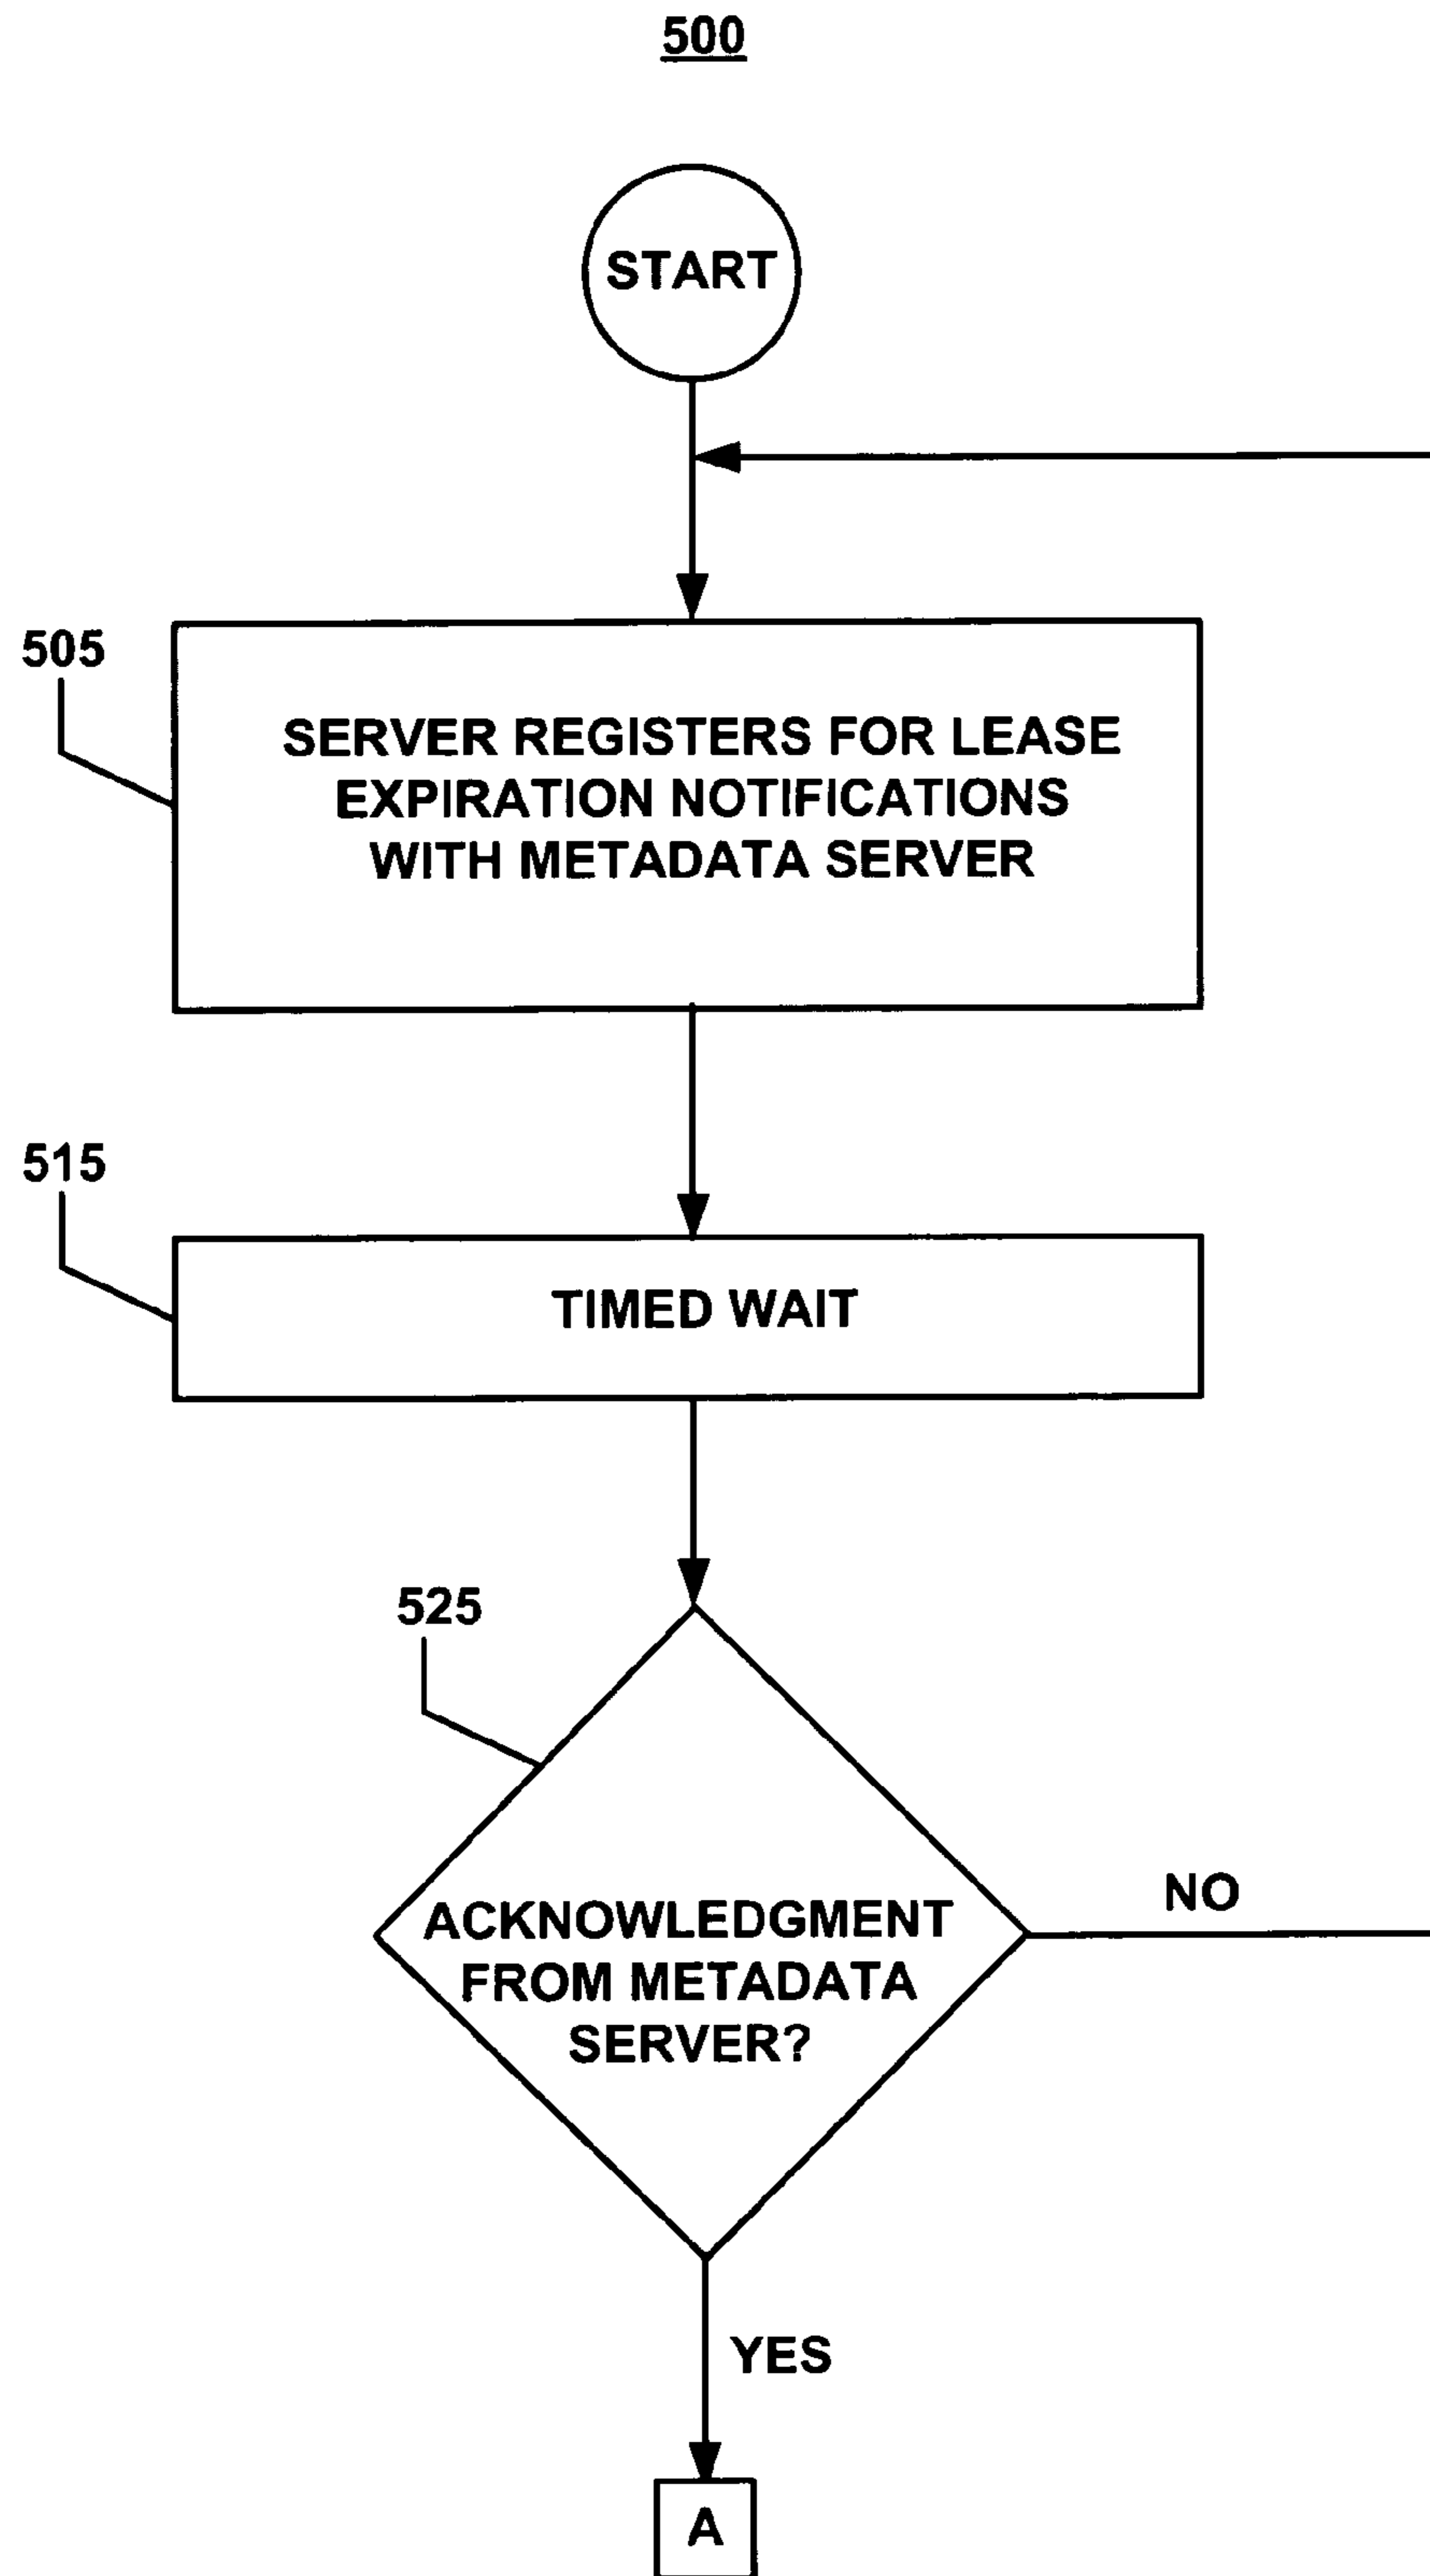 500
START
505
SERVER REGISTERS FOR LEASE
EXPIRATION NOTIFICATIONS
WITH METADATA SERVER
515
TIMED WAIT
525
ACKNOWLEDGMENT
FROM METADATA
SERVER?
NO
YES
A